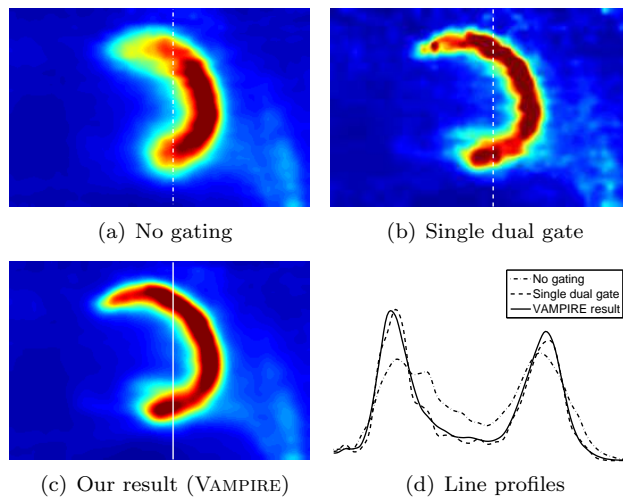 (a) No gating
(b) Single dual gate
No gating
Single dual gate
VAMPIRE result
(c) Our result (VAMPIRE)
(d) Line profiles